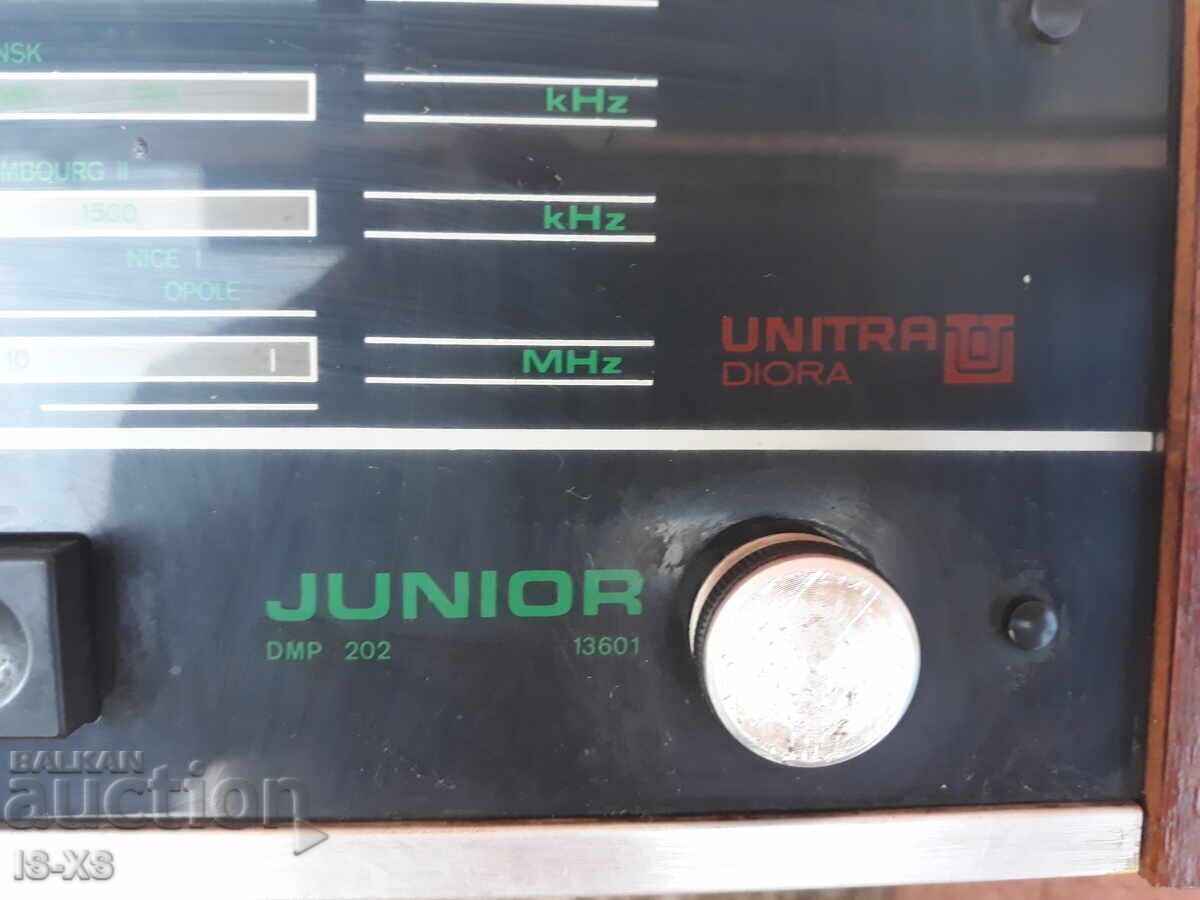 NSK
kHz
MBOURG II
1500
kHz
NICE I
OPOLE
10
MHz
UNITRA
DIORA
JUNIOR
DMP 202 13601
BALKAN
auction
IS-XS